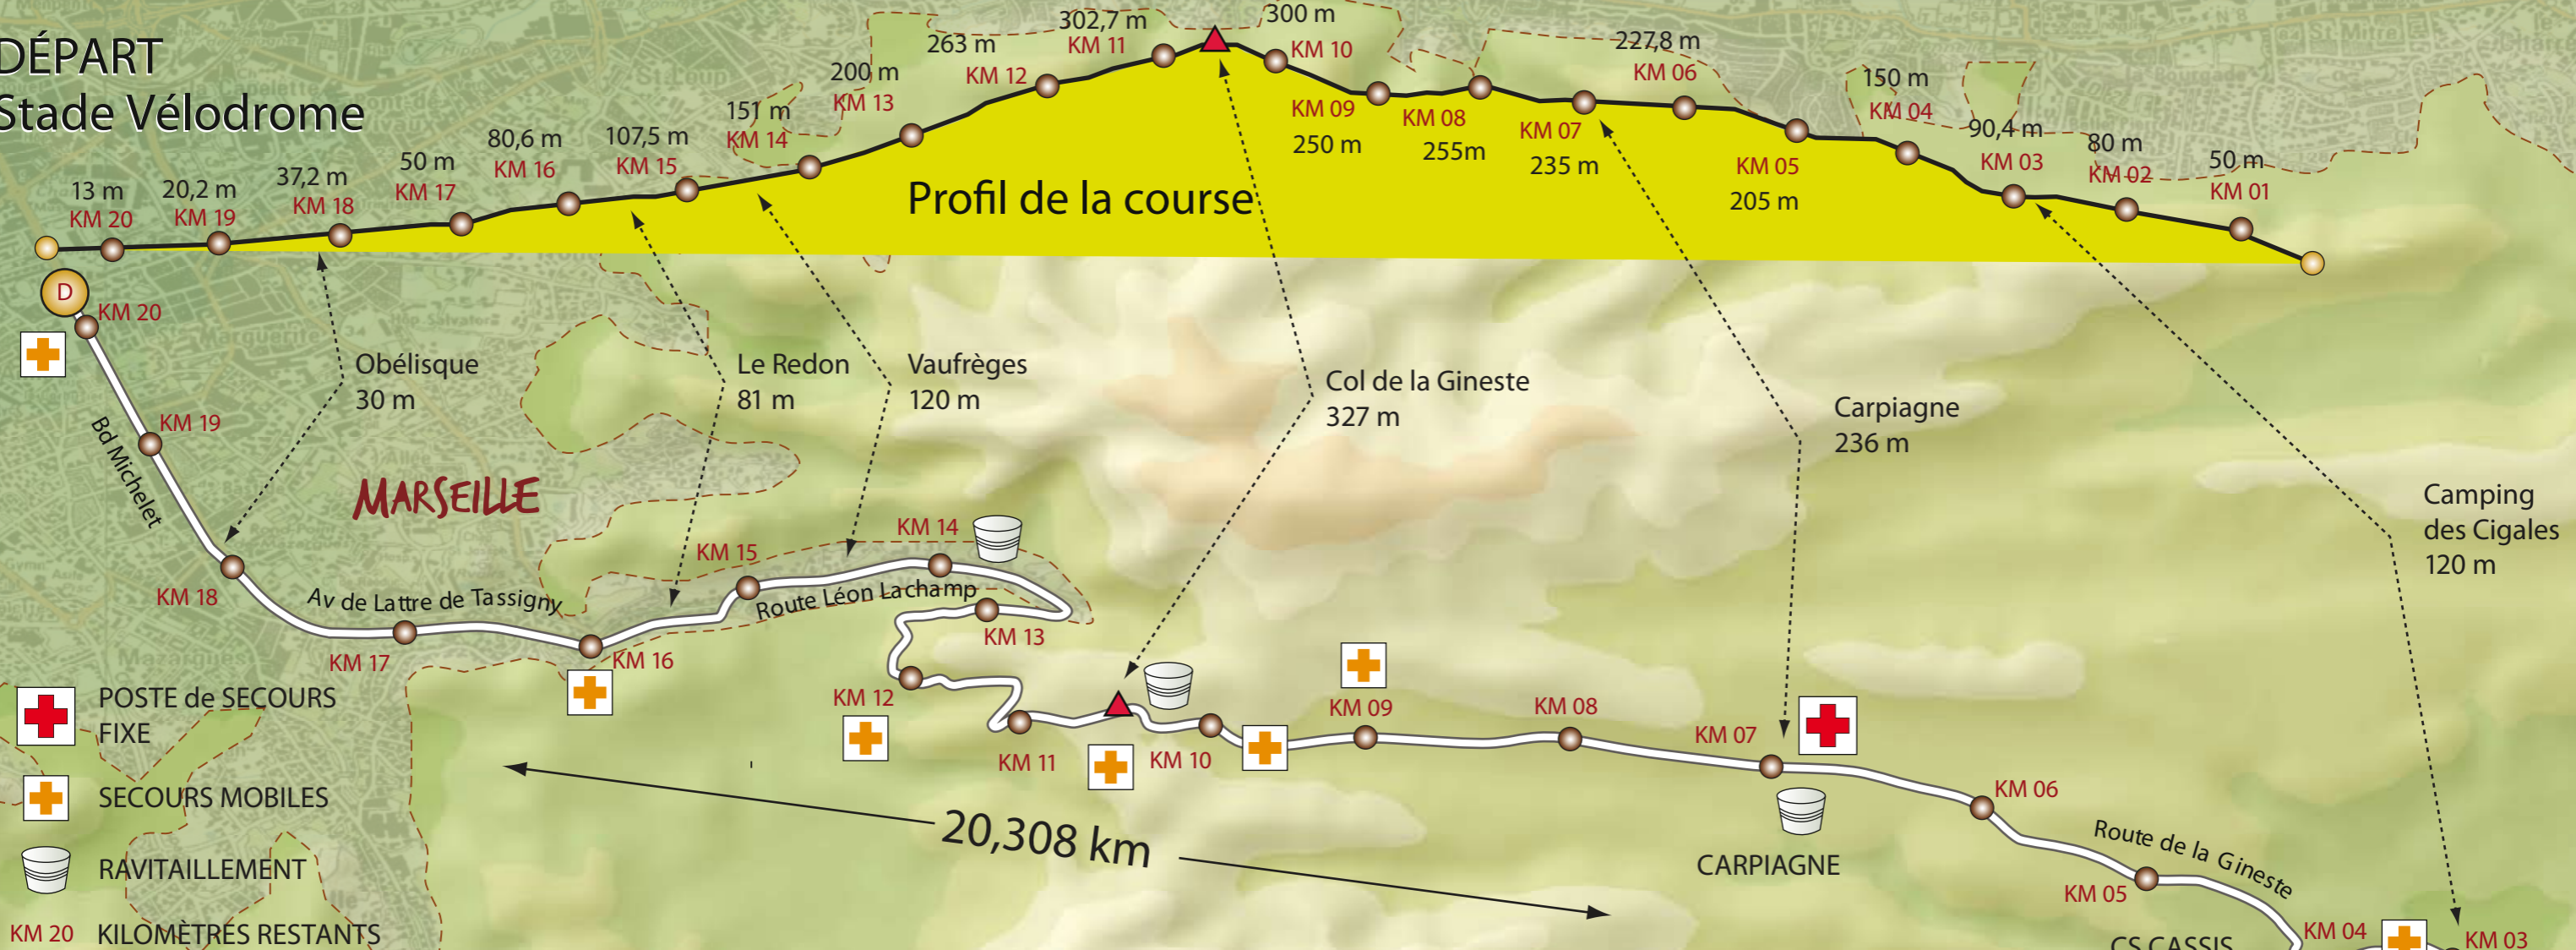 DÉPART
Stade Vélodrome
13 m
KM 20
20,2 m
KM 19
37,2 m
KM 18
50 m
KM 17
80,6 m
KM 16
107,5 m
KM 15
151 m
KM 14
200 m
KM 13
263 m
KM 12
302,7 m
KM 11
300 m
KM 10
KM 09
250 m
KM 08
255m
KM 07
235 m
227,8 m
KM 06
KM 05
205 m
150 m
KM 04
90,4 m
KM 03
80 m
KM 02
50 m
KM 01
Profil de la course
D
KM 20
KM 19
Bd Michelet
KM 18
Obélisque
30 m
Le Redon
81 m
Vaufrèges
120 m
Col de la Gineste
327 m
Carpiagne
236 m
Camping
des Cigales
120 m
MARSEILLE
Av de Lattre de Tassigny
KM 17
KM 16
KM 15
Route Léon Lachamp
KM 14
KM 13
KM 12
KM 11
KM 10
KM 09
KM 08
KM 07
CARPIAGNE
KM 06
Route de la Gineste
KM 05
KM 04
KM 03
CS CASSIS
20,308 km
POSTE de SECOURS
FIXE
SECOURS MOBILES
RAVITAILLEMENT
KM 20 KILOMÈTRES RESTANTS